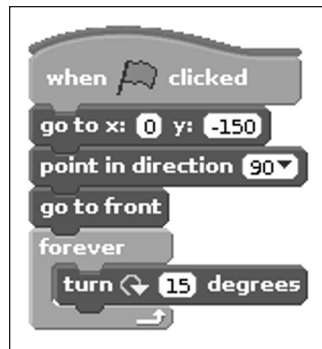 when clicked
go to x: 0 y: -150
point in direction 90
go to front
forever
turn 15 degrees